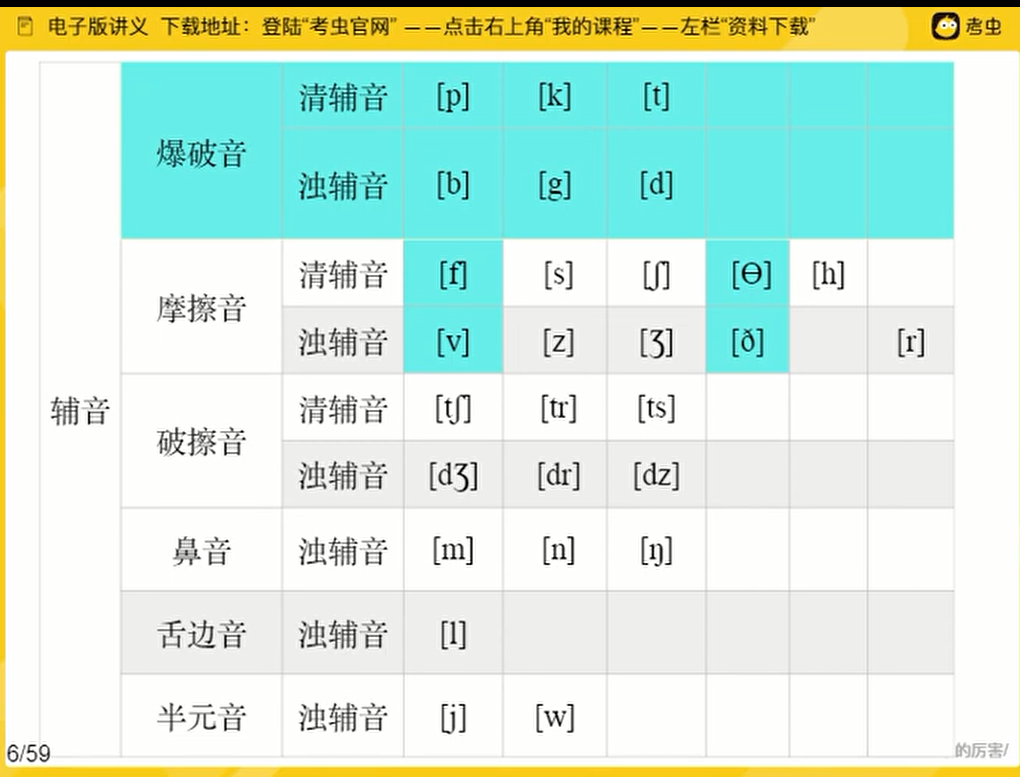 电子版讲义 下载地址：登陆“考虫官网”——点击右上角“我的课程”——左栏“资料下载”
考虫
辅音
爆破音 清辅音 [p] [k] [t]
浊辅音 [b] [g] [d]
摩擦音 清辅音 [f] [s] [ʃ] [Ɵ] [h]
浊辅音 [v] [z] [ʒ] [ð] [r]
破擦音 清辅音 [tʃ] [tr] [ts]
浊辅音 [dʒ] [dr] [dz]
鼻音 浊辅音 [m] [n] [ŋ]
舌边音 浊辅音 [l]
半元音 浊辅音 [j] [w]
6/59
的厉害/